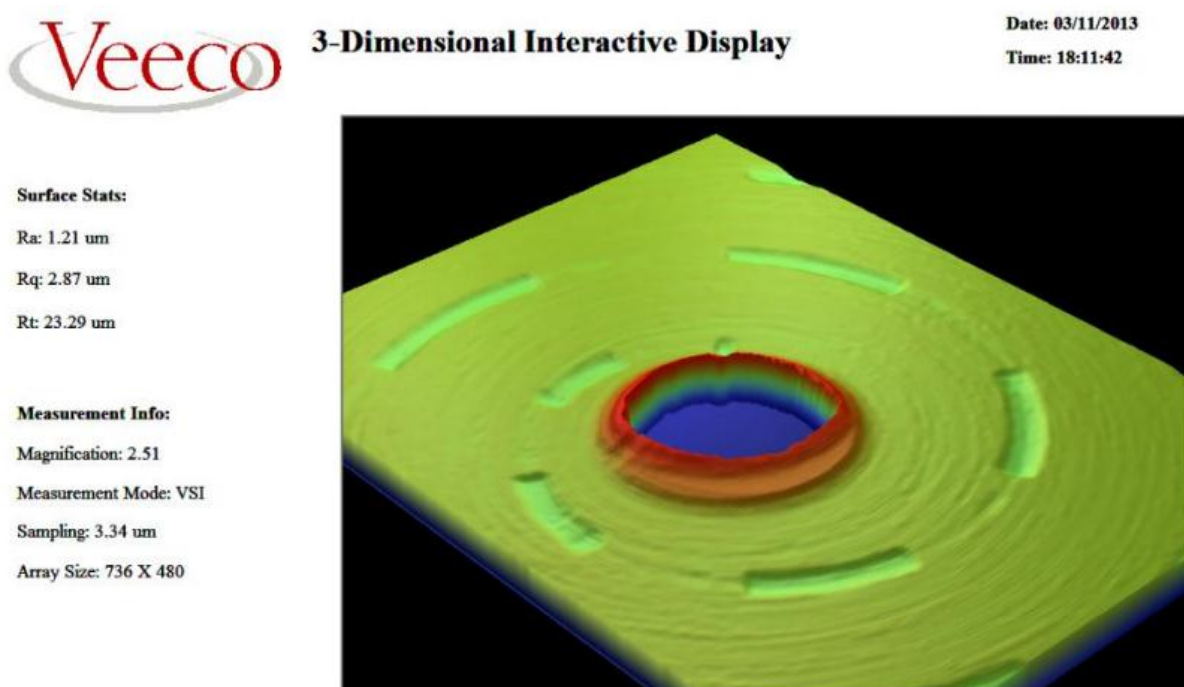 Veeco
3-Dimensional Interactive Display
Date: 03/11/2013
Time: 18:11:42
Surface Stats:
Ra: 1.21 um
Rq: 2.87 um
Rt: 23.29 um
Measurement Info:
Magnification: 2.51
Measurement Mode: VSI
Sampling: 3.34 um
Array Size: 736 X 480